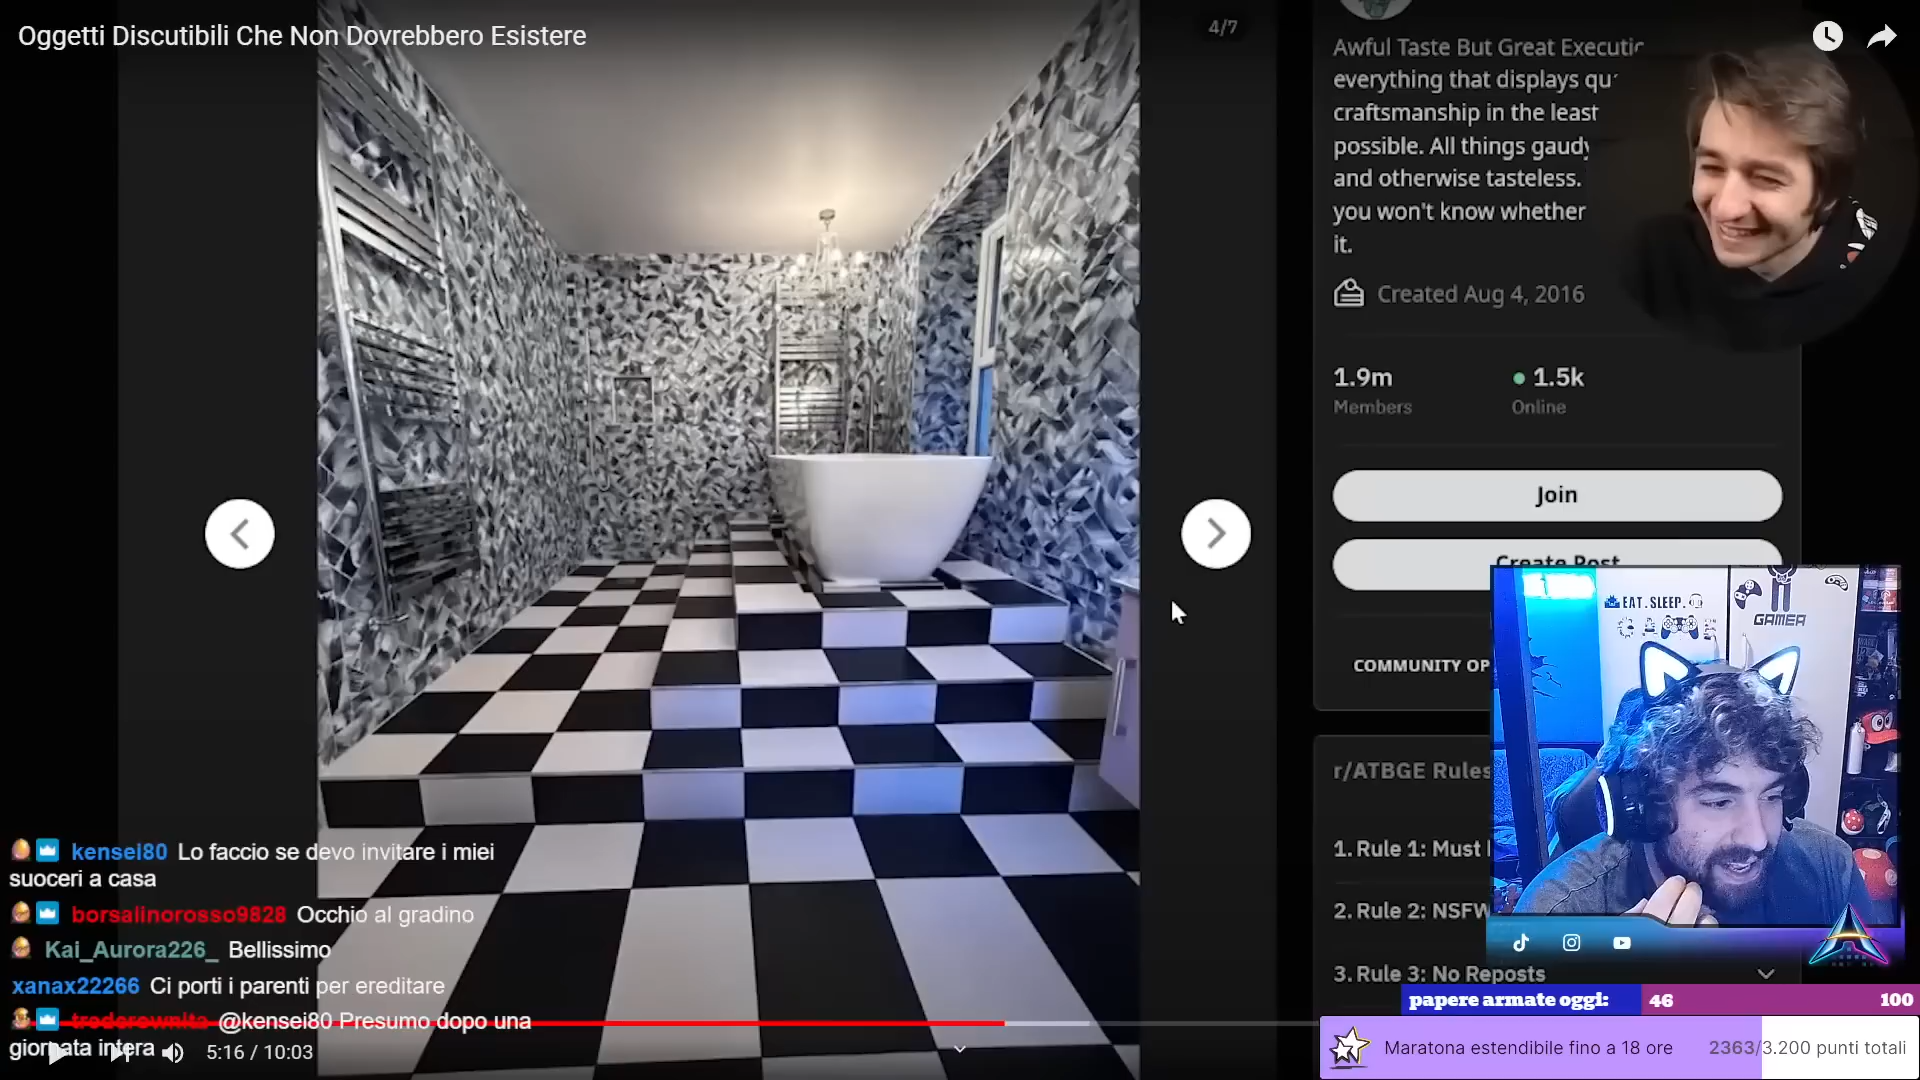 Oggetti Discutibili Che Non Dovrebbero Esistere
4/7
Awful Taste But Great Executi
everything that displays qu
craftsmanship in the least
possible. All things gaudy
and otherwise tasteless.
you won't know whether
it.
Created Aug 4, 2016
1.9m
1.5k
Members
Online
Join
Create Post
COMMUNITY OP
r/ATBGE Rules
1. Rule 1: Must
2. Rule 2: NSFW
3. Rule 3: No Reposts
EAT.SLEEP.
GAMER
kensei80 Lo faccio se devo invitare i miei
suoceri a casa
borsalinorosso9828 Occhio al gradino
Kai_Aurora226_ Bellissimo
xanax22266 Ci porti i parenti per ereditare
@kensei80 Presumo dopo una
giornata intera
5:16 / 10:03
papere armate oggi:
46
100
Maratona estendibile fino a 18 ore
2363/3.200 punti totali